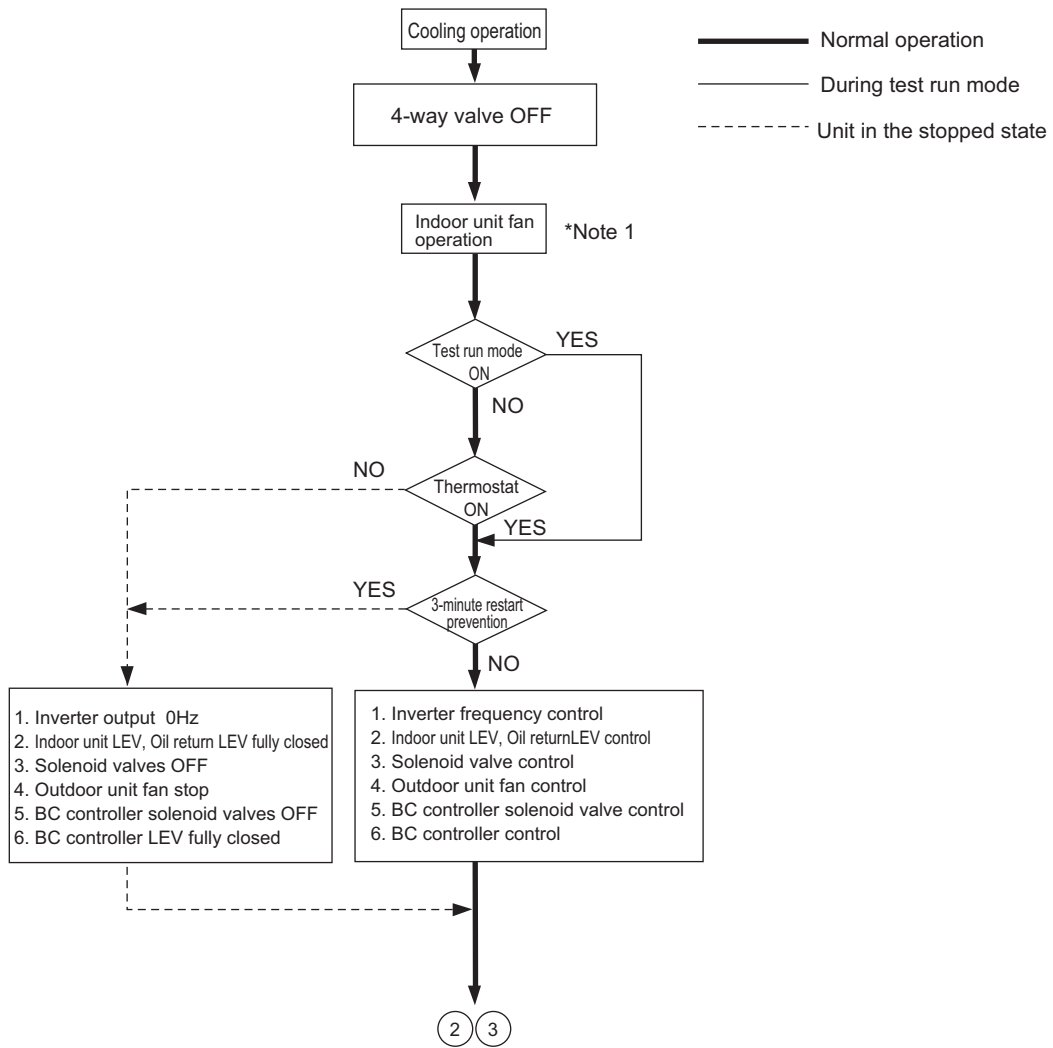 Cooling operation
Normal operation
During test run mode
Unit in the stopped state
4-way valve OFF
Indoor unit fan
operation
*Note 1
Test run mode
ON
YES
NO
NO
Thermostat
ON
YES
YES
3-minute restart
prevention
NO
1. Inverter output 0Hz
2. Indoor unit LEV, Oil return LEV fully closed
3. Solenoid valves OFF
4. Outdoor unit fan stop
5. BC controller solenoid valves OFF
6. BC controller LEV fully closed
1. Inverter frequency control
2. Indoor unit LEV, Oil returnLEV control
3. Solenoid valve control
4. Outdoor unit fan control
5. BC controller solenoid valve control
6. BC controller control
2 3